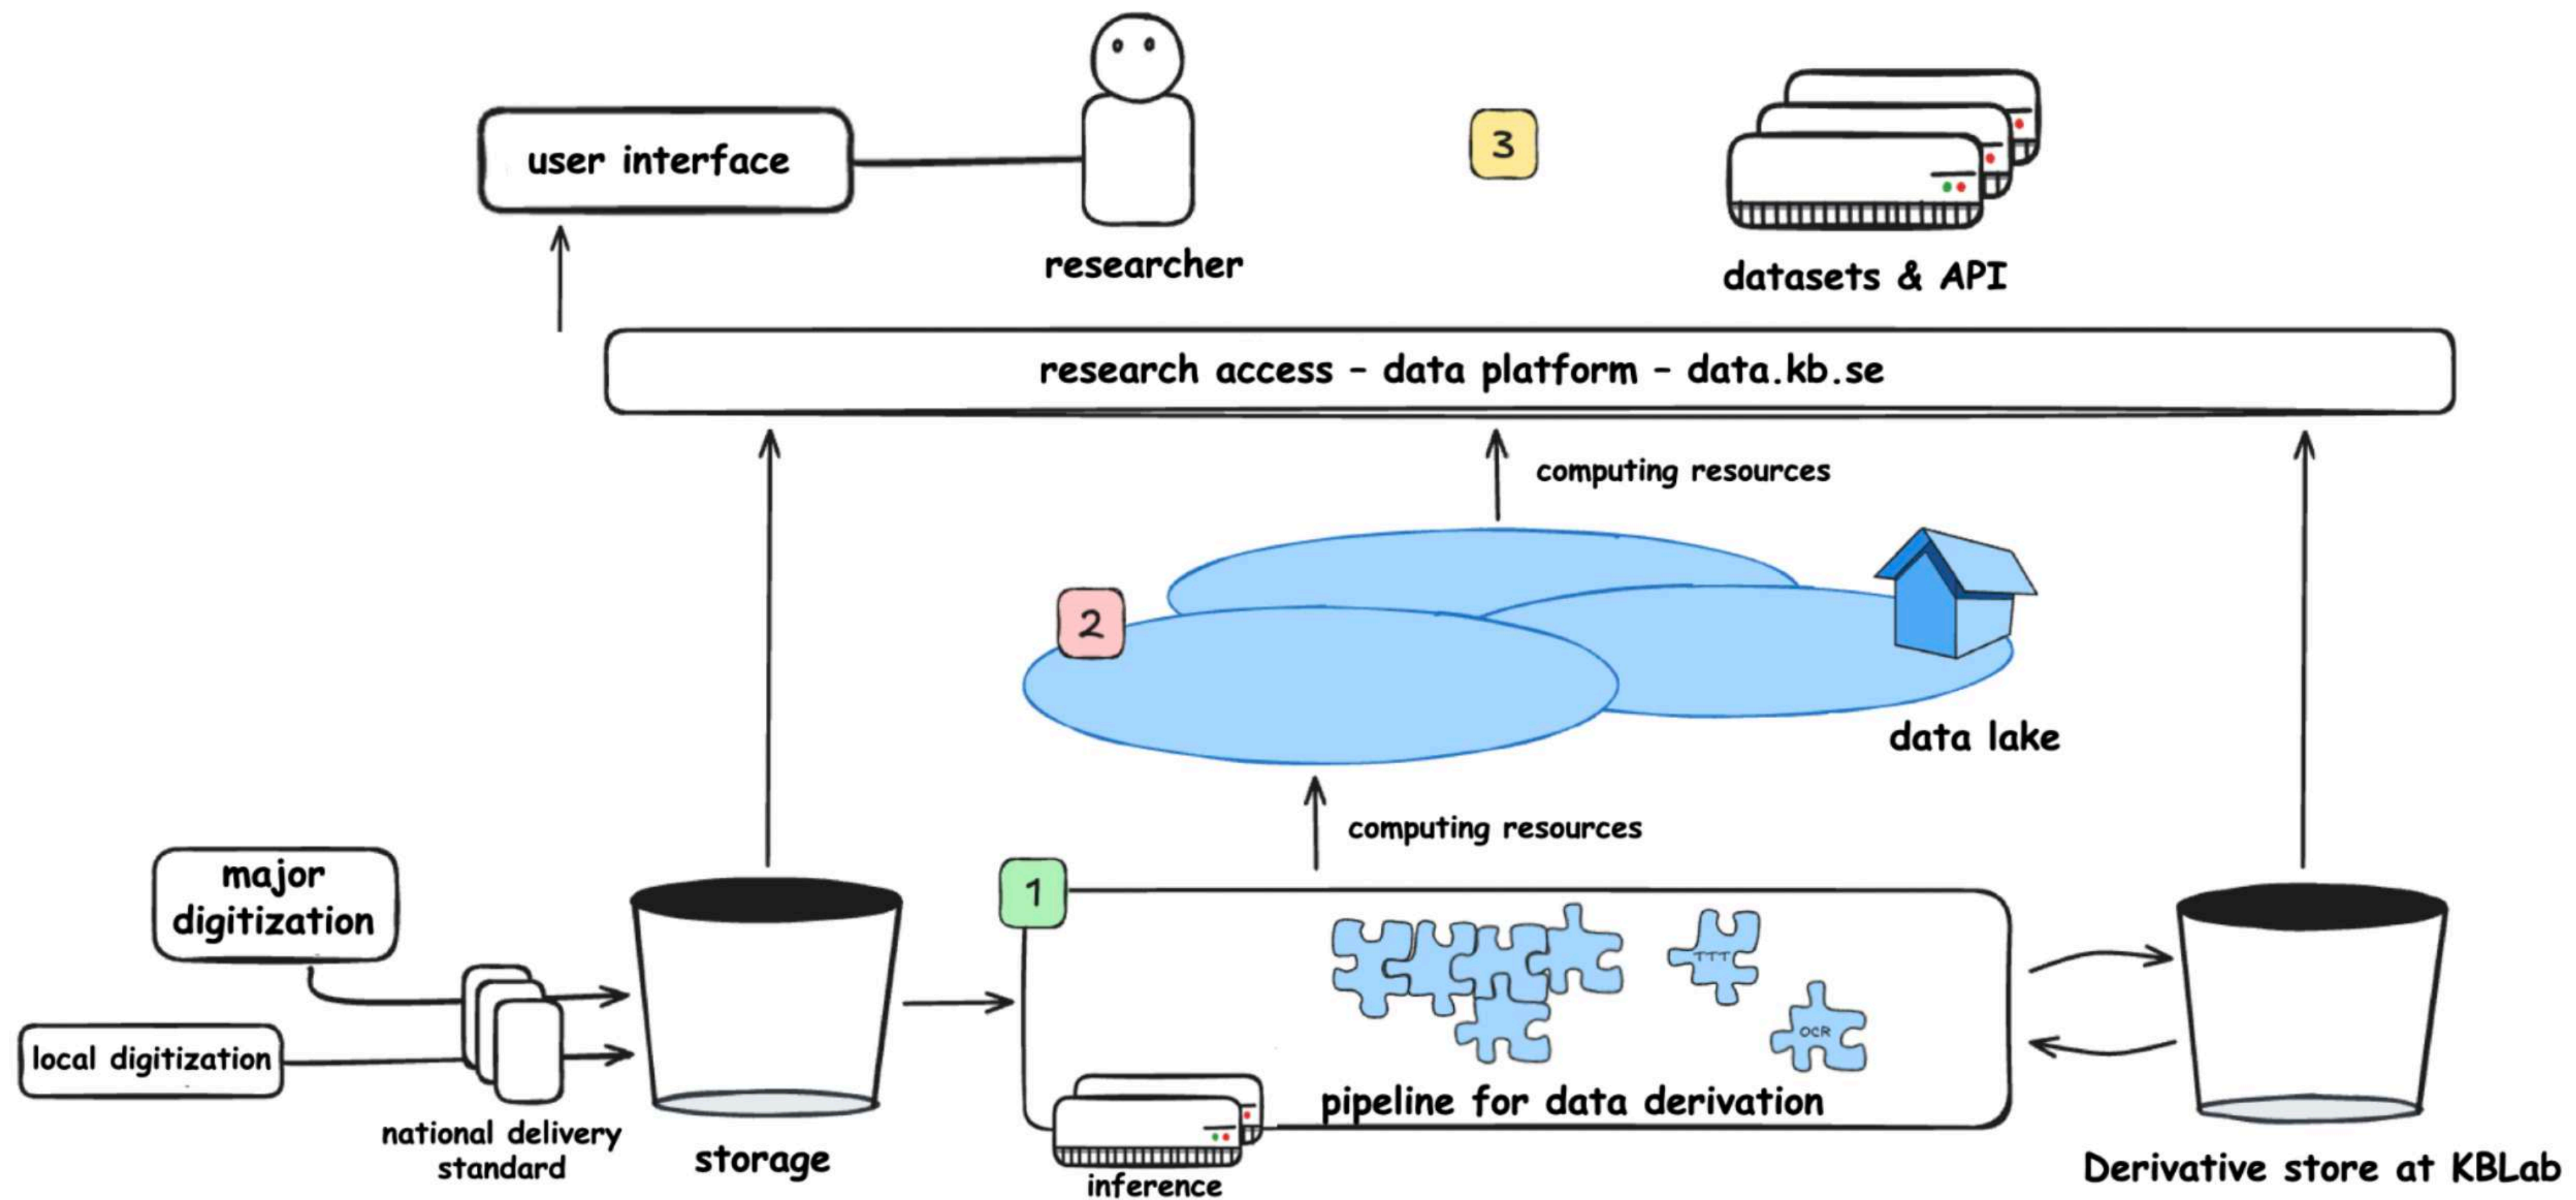 user interface
researcher
3
datasets & API
research access - data platform - data.kb.se
computing resources
2
data lake
computing resources
major
digitization
local digitization
national delivery
standard
storage
1
TTT
OCR
pipeline for data derivation
inference
Derivative store at KBLab